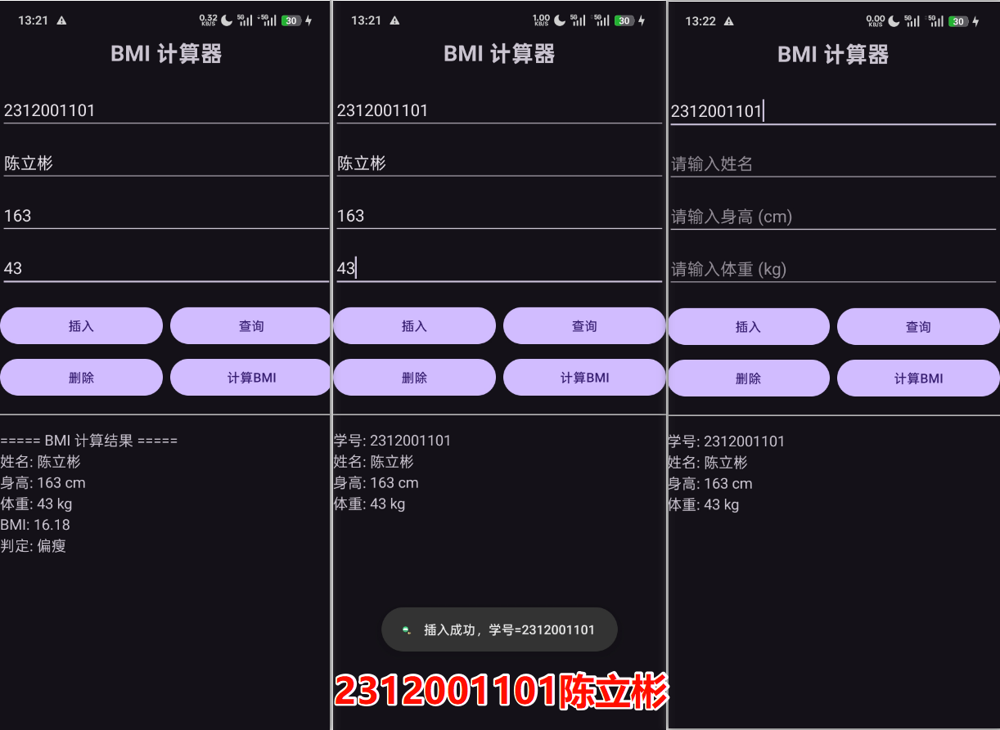 13:21
0.32 KB/S 5G 5G 30
BMI 计算器
2312001101
陈立彬
163
43
插入 查询
删除 计算BMI
===== BMI 计算结果 =====
姓名: 陈立彬
身高: 163 cm
体重: 43 kg
BMI: 16.18
判定: 偏瘦
13:21
1.00 KB/S 5G 5G 30
BMI 计算器
2312001101
陈立彬
163
43
插入 查询
删除 计算BMI
学号: 2312001101
姓名: 陈立彬
身高: 163 cm
体重: 43 kg
插入成功，学号=2312001101
2312001101陈立彬
13:22
0.00 KB/S 5G 5G 30
BMI 计算器
2312001101
请输入姓名
请输入身高 (cm)
请输入体重 (kg)
插入 查询
删除 计算BMI
学号: 2312001101
姓名: 陈立彬
身高: 163 cm
体重: 43 kg